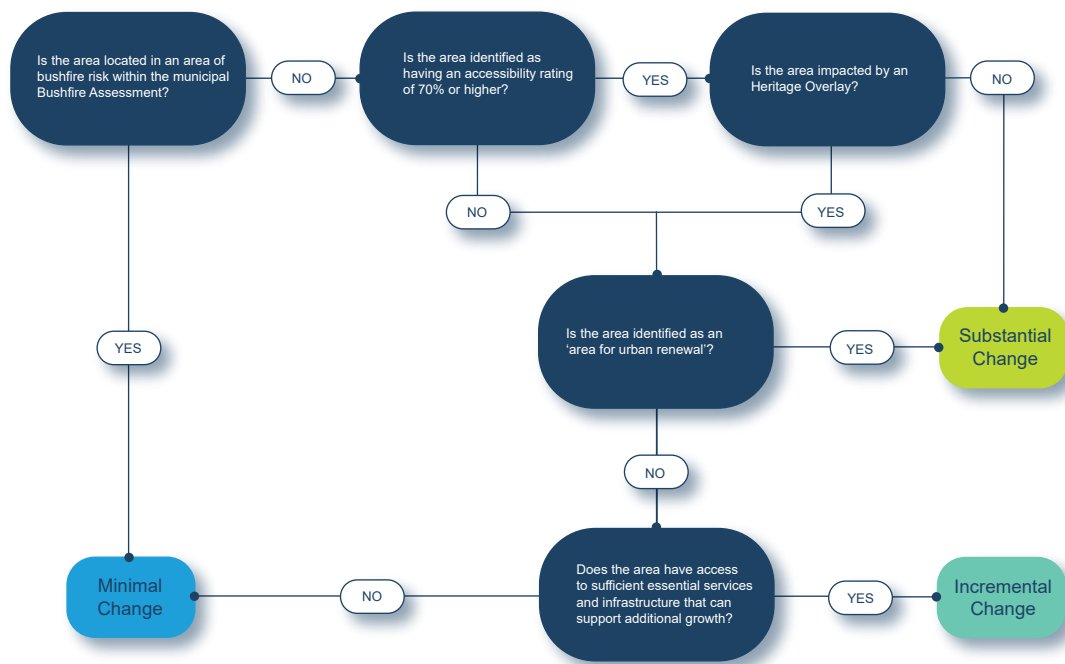 Is the area located in an area of
bushfire risk within the municipal
Bushfire Assessment?
NO
Is the area identified as
having an accessibility rating
of 70% or higher?
YES
Is the area impacted by an
Heritage Overlay?
NO
NO
YES
Is the area identified as an
‘area for urban renewal’?
YES
Substantial
Change
YES
NO
Minimal
Change
NO
Does the area have access
to sufficient essential services
and infrastructure that can
support additional growth?
YES
Incremental
Change